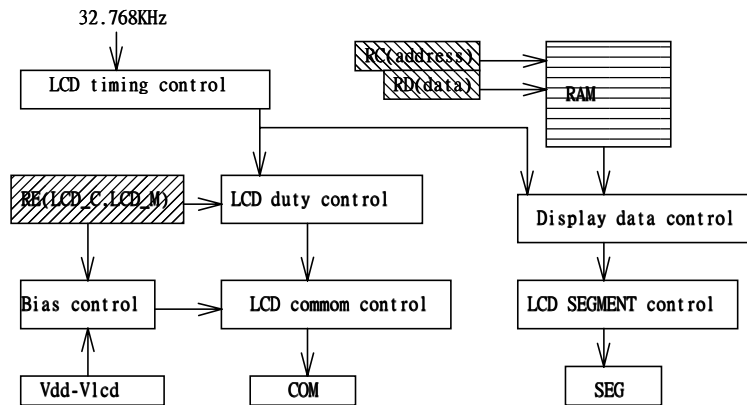 32.768KHz
LCD timing control
RC(address)
RD(data)
RAM
RE(LCD_C,LCD_M)
LCD duty control
Display data control
Bias control
LCD commom control
LCD SEGMENT control
Vdd-Vlcd
COM
SEG